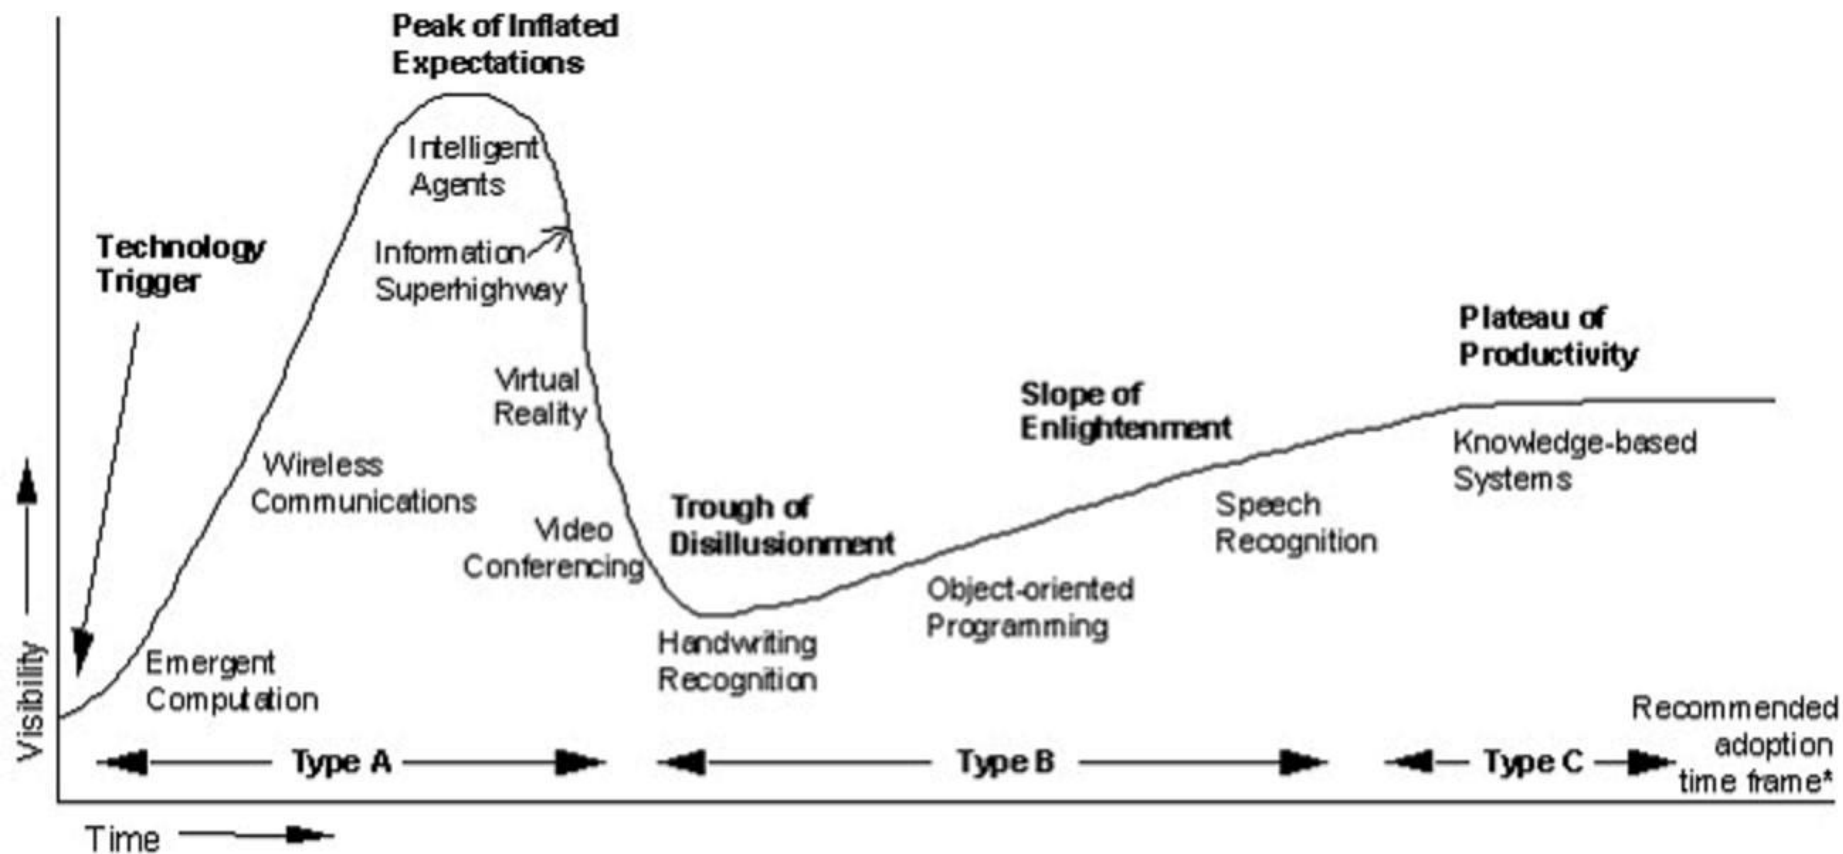 Peak of Inflated
Expectations
Intelligent
Agents
Technology
Trigger
Information
Superhighway
Plateau of
Productivity
Virtual
Reality
Slope of
Enlightenment
Knowledge-based
Systems
Wireless
Communications
Trough of
Disillusionment
Speech
Recognition
Video
Conferencing
Object-oriented
Programming
Handwriting
Recognition
Emergent
Computation
Visibility
Type A
Type B
Type C
Recommended
adoption
time frame*
Time